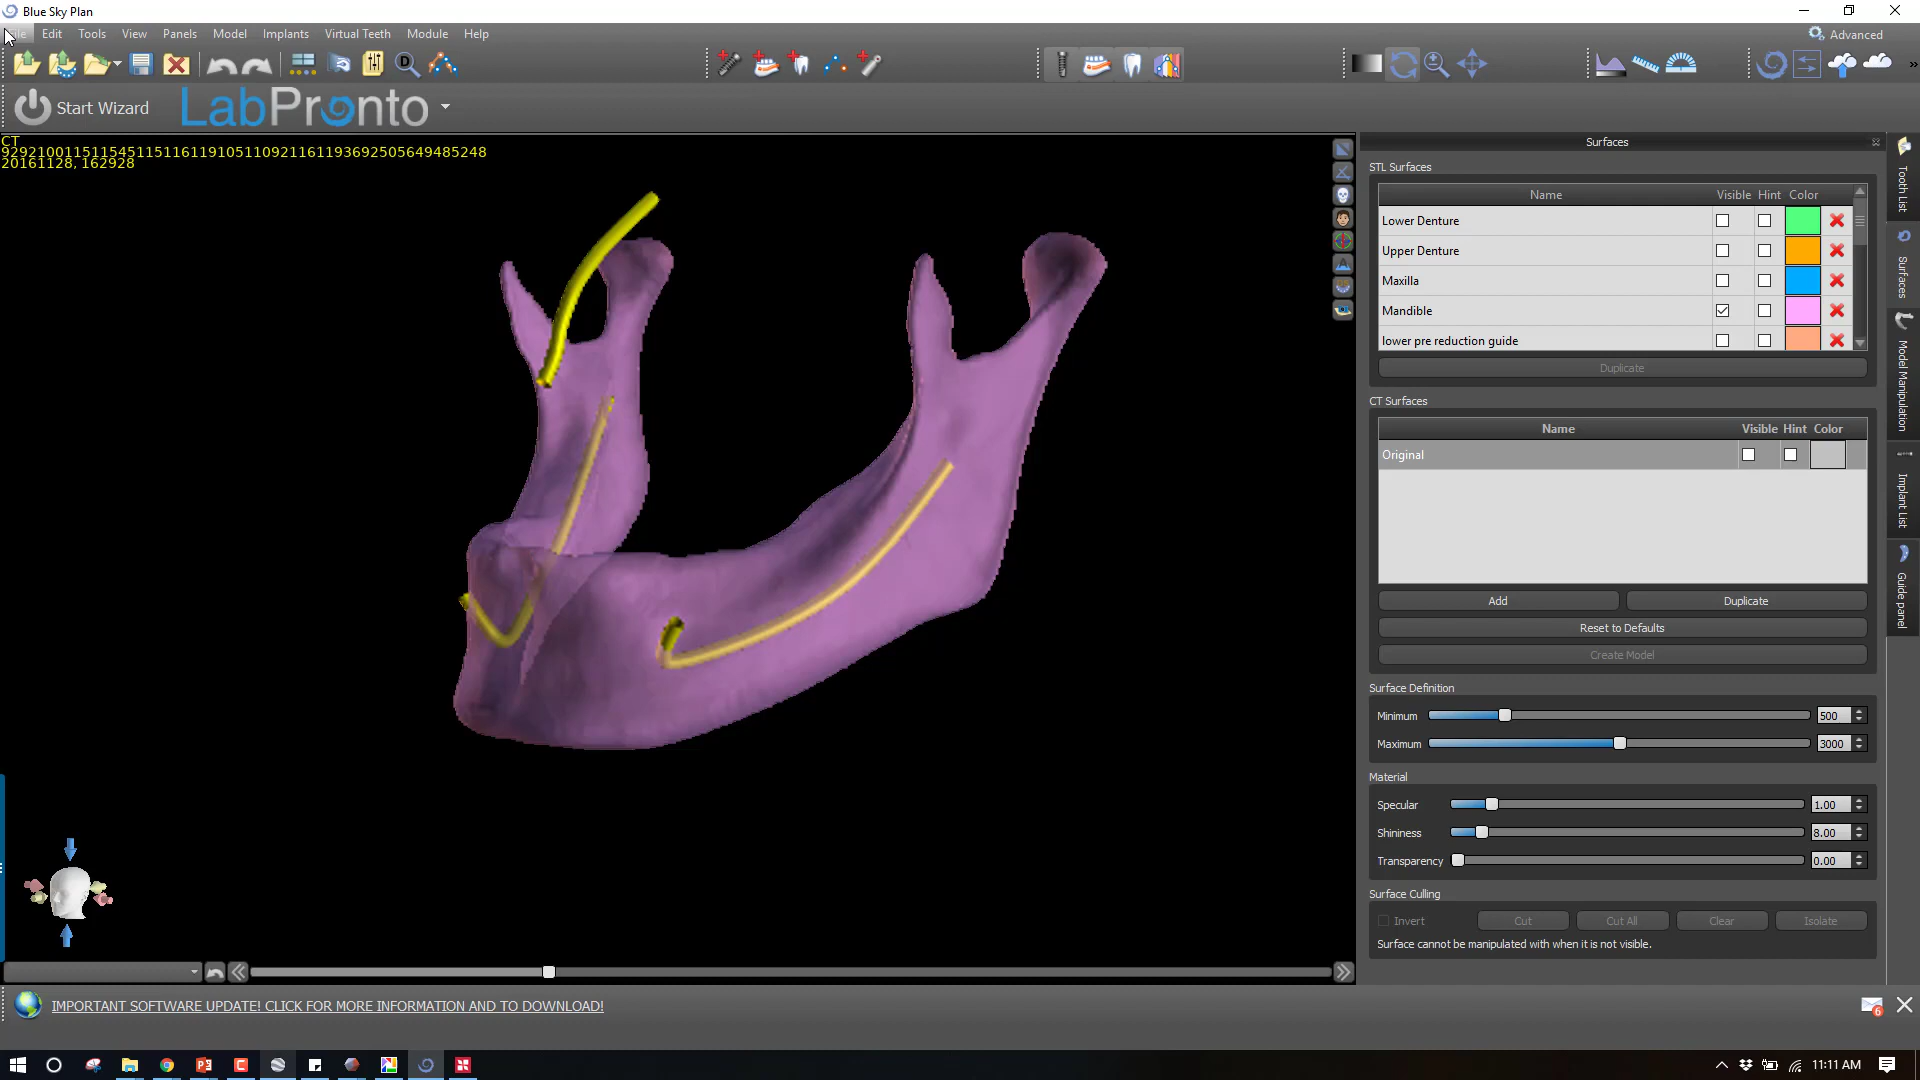 Blue Sky Plan
Edit Tools View Panels Model Implants Virtual Teeth Module Help
Advanced
Start Wizard LabPronto
CT
20161128, 162928
Surfaces
STL Surfaces
Name Visible Hint Color
Lower Denture
Upper Denture
Maxilla
Mandible
lower pre reduction guide
Duplicate
CT Surfaces
Name Visible Hint Color
Original
Add Duplicate
Reset to Defaults
Create Model
Surface Definition
Minimum 500
Maximum 3000
Material
Specular 1.00
Shininess 8.00
Transparency 0.00
Surface Culling
Invert Cut Cut All Clear Isolate
Surface cannot be manipulated with when it is not visible.
Tooth List
Surfaces
Model Manipulation
Implant List
Guide panel
IMPORTANT SOFTWARE UPDATE! CLICK FOR MORE INFORMATION AND TO DOWNLOAD!
6
11:11 AM